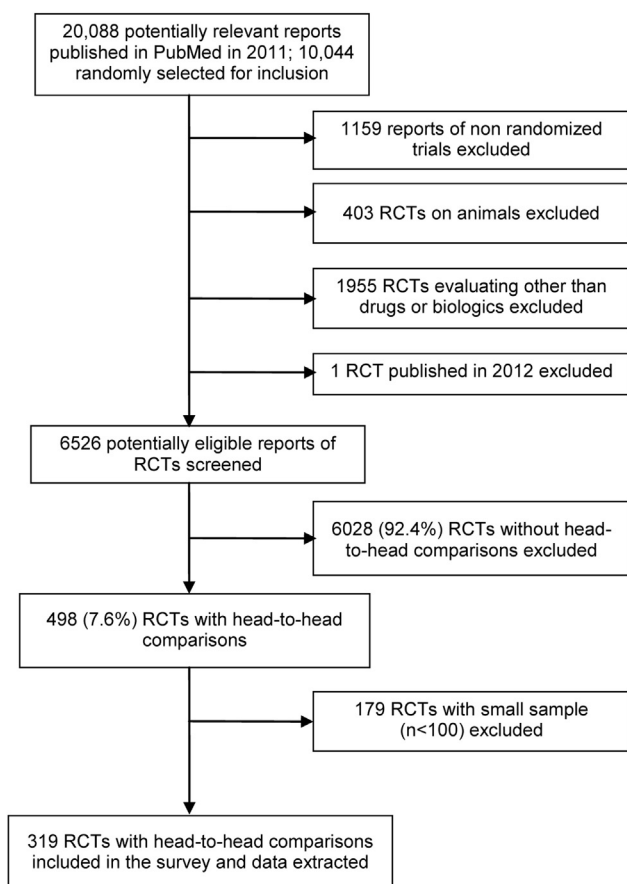 20,088 potentially relevant reports
published in PubMed in 2011; 10,044
randomly selected for inclusion
1159 reports of non randomized
trials excluded
403 RCTs on animals excluded
1955 RCTs evaluating other than
drugs or biologics excluded
1 RCT published in 2012 excluded
6526 potentially eligible reports of
RCTs screened
6028 (92.4%) RCTs without head-
to-head comparisons excluded
498 (7.6%) RCTs with head-to-head
comparisons
179 RCTs with small sample
(n<100) excluded
319 RCTs with head-to-head comparisons
included in the survey and data extracted